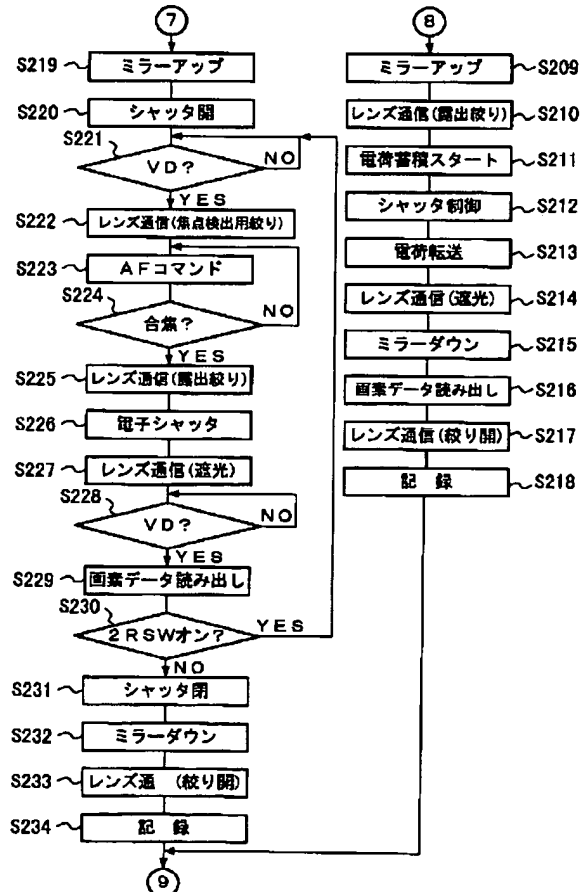 7
S219 ミラーアップ
S220 シャッタ開
S221 VD? NO
YES
S222 レンズ通信(焦点検出用絞り)
S223 AFコマンド
S224 合焦? NO
YES
S225 レンズ通信(露出絞り)
S226 電子シャッタ
S227 レンズ通信(遮光)
S228 VD? NO
YES
S229 画素データ読み出し
S230 2RSWオン? YES
NO
S231 シャッタ閉
S232 ミラーダウン
S233 レンズ通 (絞り開)
S234 記 録
9
8
ミラーアップ S209
レンズ通信(露出絞り) S210
電荷蓄積スタート S211
シャッタ制御 S212
電荷転送 S213
レンズ通信(遮光) S214
ミラーダウン S215
画素データ読み出し S216
レンズ通信(絞り開) S217
記 録 S218